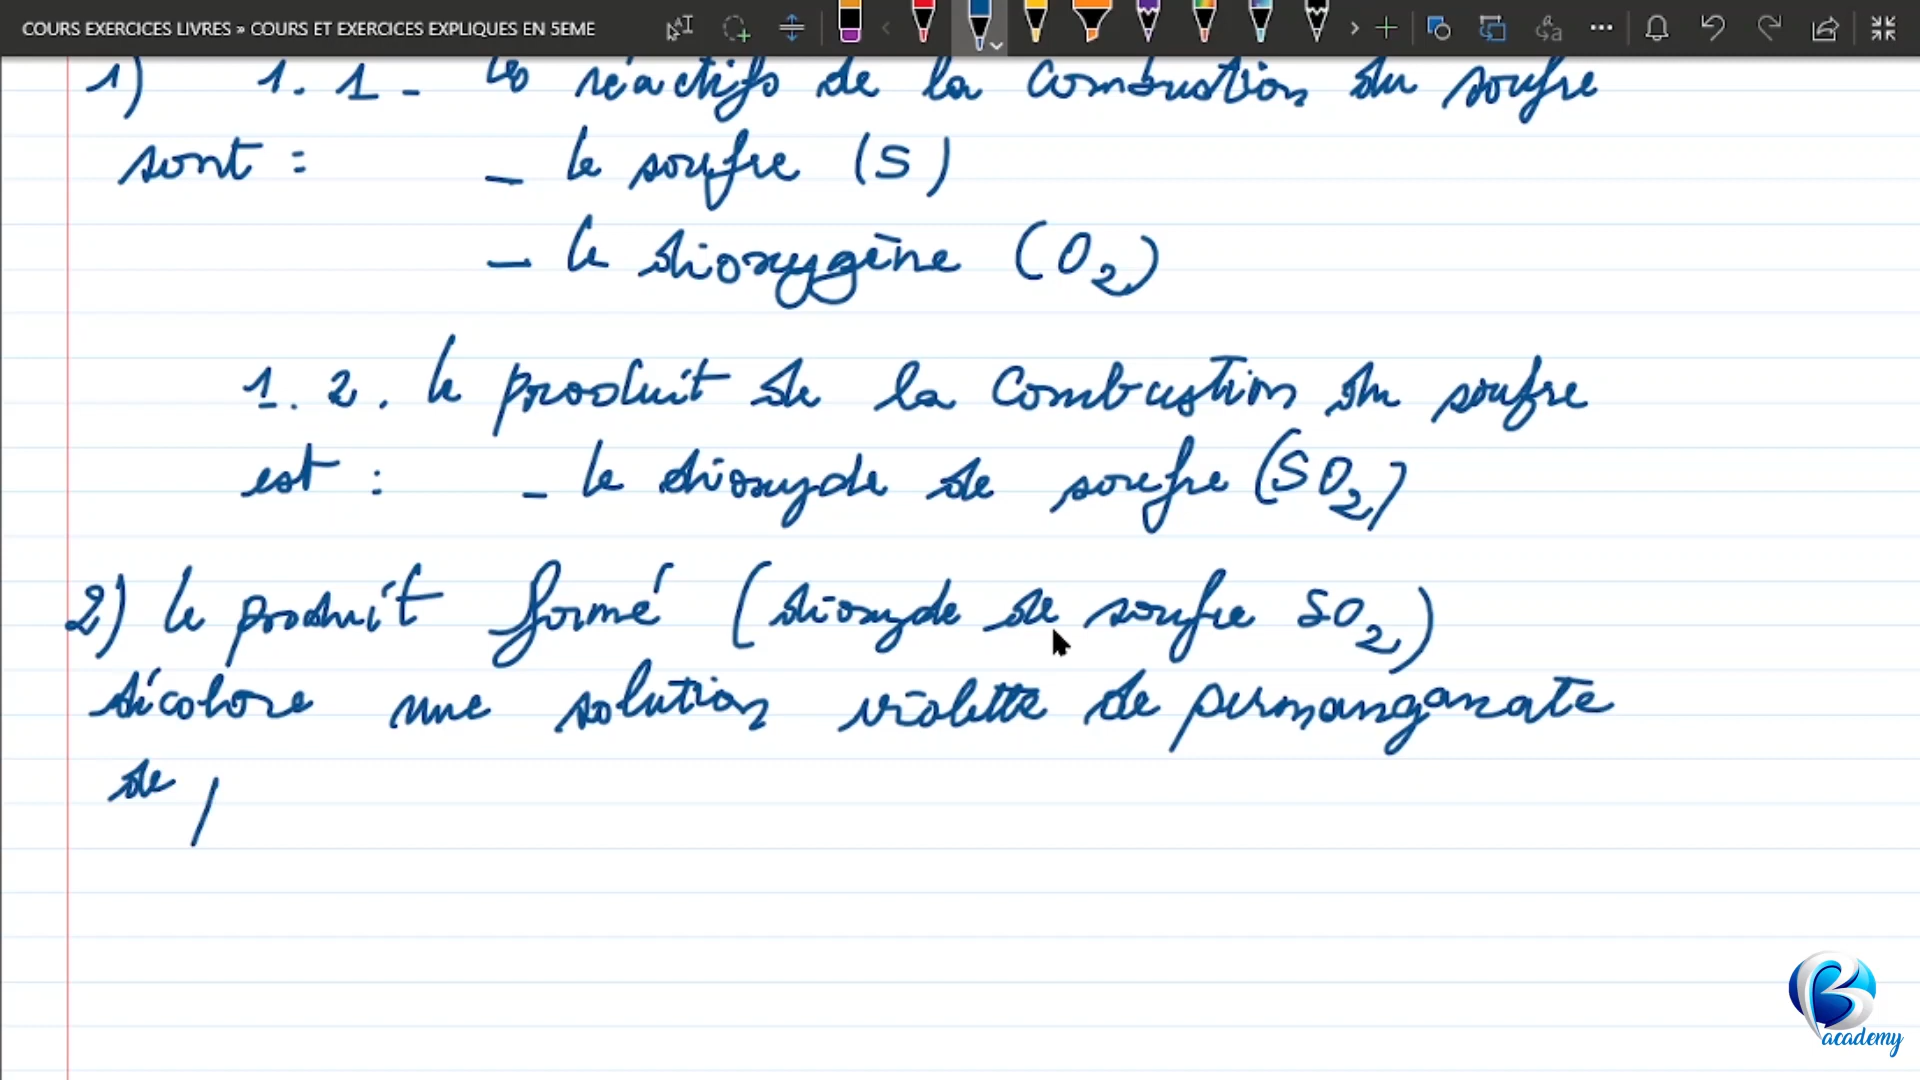 COURS EXERCICES LIVRES » COURS ET EXERCICES EXPLIQUES EN 5EME
1) 1.1- les réactifs de la combustion du soufre
sont : - le soufre (S)
- le dioxygène (O₂)
1.2. le produit de la combustion du soufre
est : - le dioxyde de soufre (SO₂)
2) le produit formé (dioxyde de soufre SO₂)
décolore une solution violette de permanganate
de p
B
academy